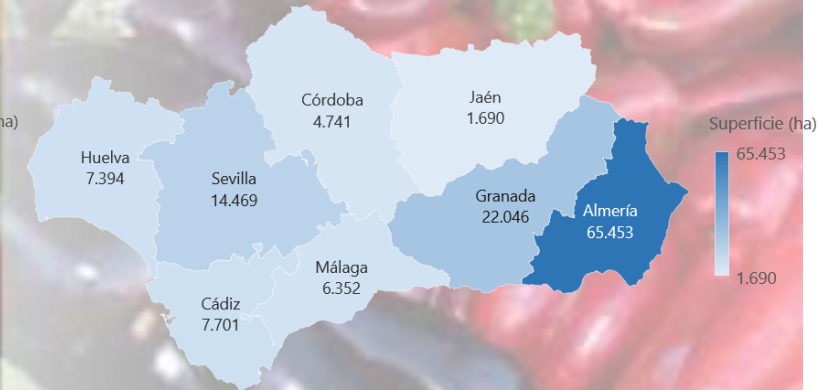 ha)
Córdoba
4.741
Jaén
1.690
Superficie (ha)
65.453
1.690
Huelva
7.394
Sevilla
14.469
Granada
22.046
Almería
65.453
Málaga
6.352
Cádiz
7.701